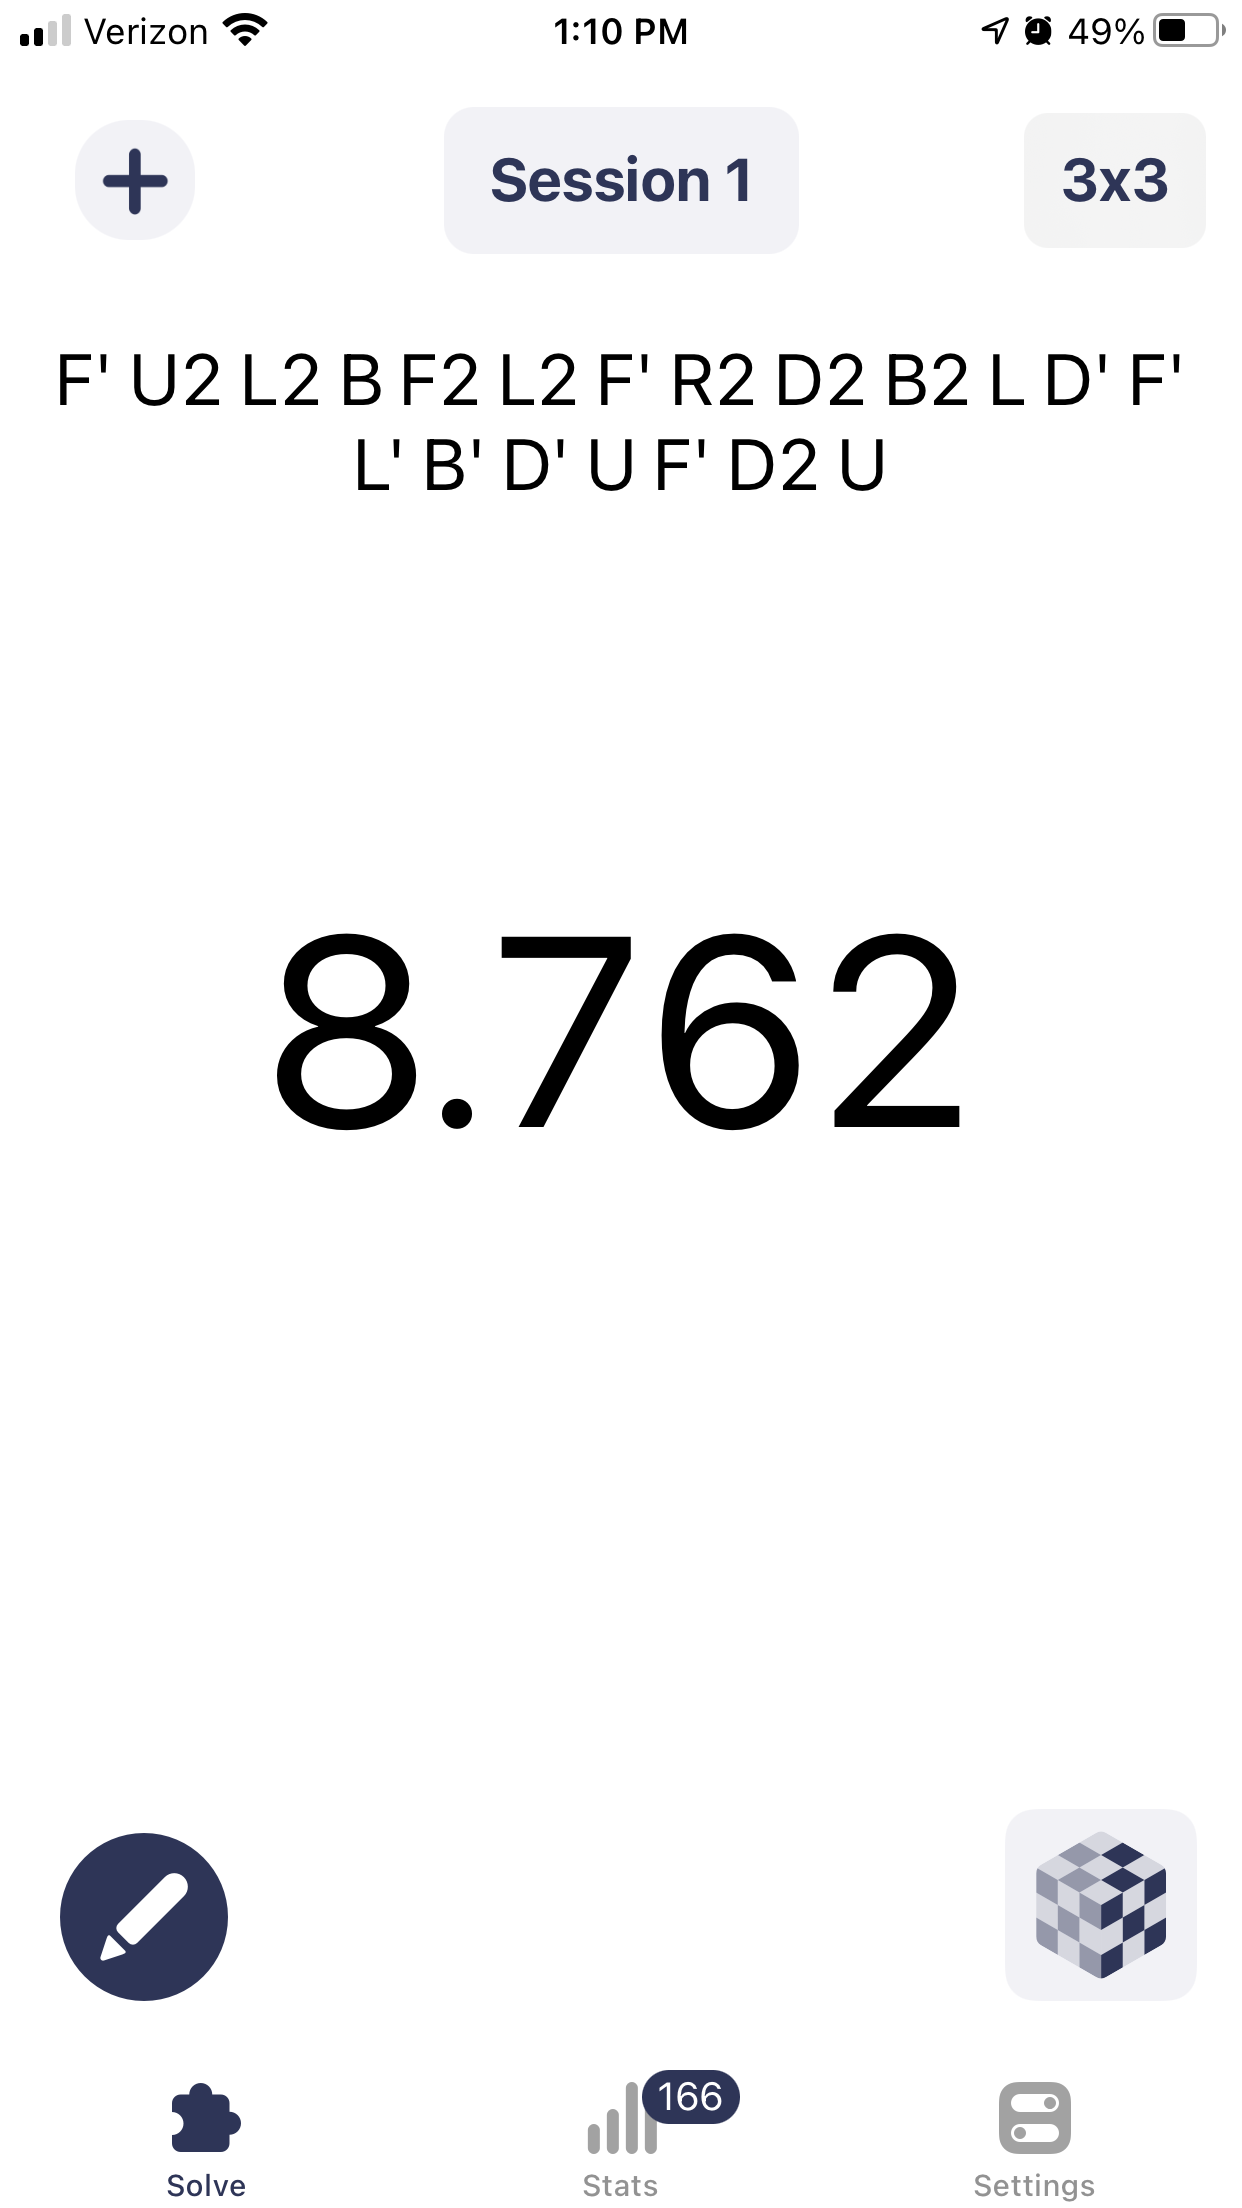 Verizon 1:10 PM 49%
Session 1 3x3
F' U2 L2 B F2 L2 F' R2 D2 B2 L D' F'
L' B' D' U F' D2 U
8.762
166
Solve Stats Settings